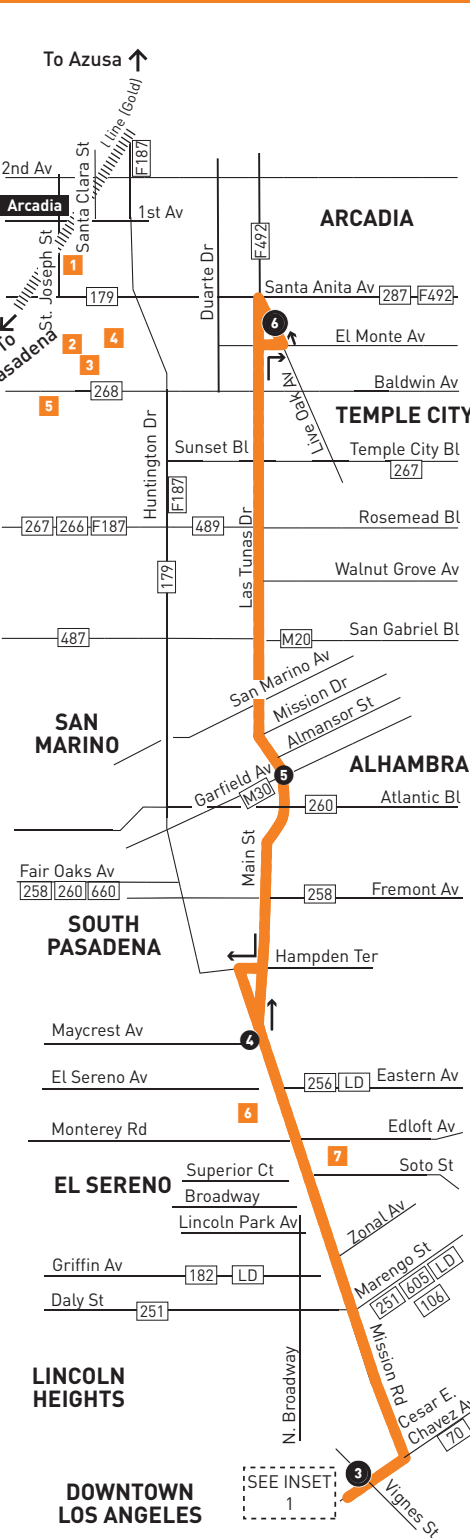 To Azusa
L Line (Gold)
Santa Clara St
F187
2nd Av
Arcadia
1st Av
ARCADIA
St. Joseph St
1
Duarte Dr
F492
Santa Anita Av
287
F492
179
To
Pasadena
2
4
3
6
El Monte Av
268
Baldwin Av
5
Live Oak Av
TEMPLE CITY
Huntington Dr
Sunset Bl
Temple City Bl
267
F187
267
266
F187
489
Rosemead Bl
Las Tunas Dr
179
Walnut Grove Av
487
M20
San Gabriel Bl
San Marino Av
Mission Dr
Almansor St
SAN
MARINO
5
ALHAMBRA
Garfield Av
M30
260
Atlantic Bl
Main St
Fair Oaks Av
258
260
660
258
Fremont Av
SOUTH
PASADENA
Hampden Ter
Maycrest Av
4
El Sereno Av
256
LD
Eastern Av
6
Monterey Rd
Edloft Av
7
EL SERENO
Superior Ct
Soto St
Broadway
Lincoln Park Av
Zonal Av
Griffin Av
182
LD
Marengo St
251
605
LD
106
Daly St
251
Mission Rd
LINCOLN
HEIGHTS
N. Broadway
Cesar E.
Chavez Av
70
SEE INSET
1
3
Vignes St
DOWNTOWN
LOS ANGELES